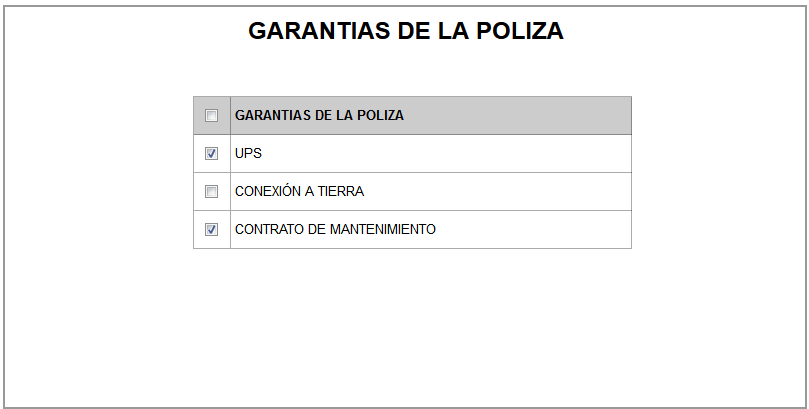 GARANTIAS DE LA POLIZA
GARANTIAS DE LA POLIZA
UPS
CONEXIÓN A TIERRA
CONTRATO DE MANTENIMIENTO